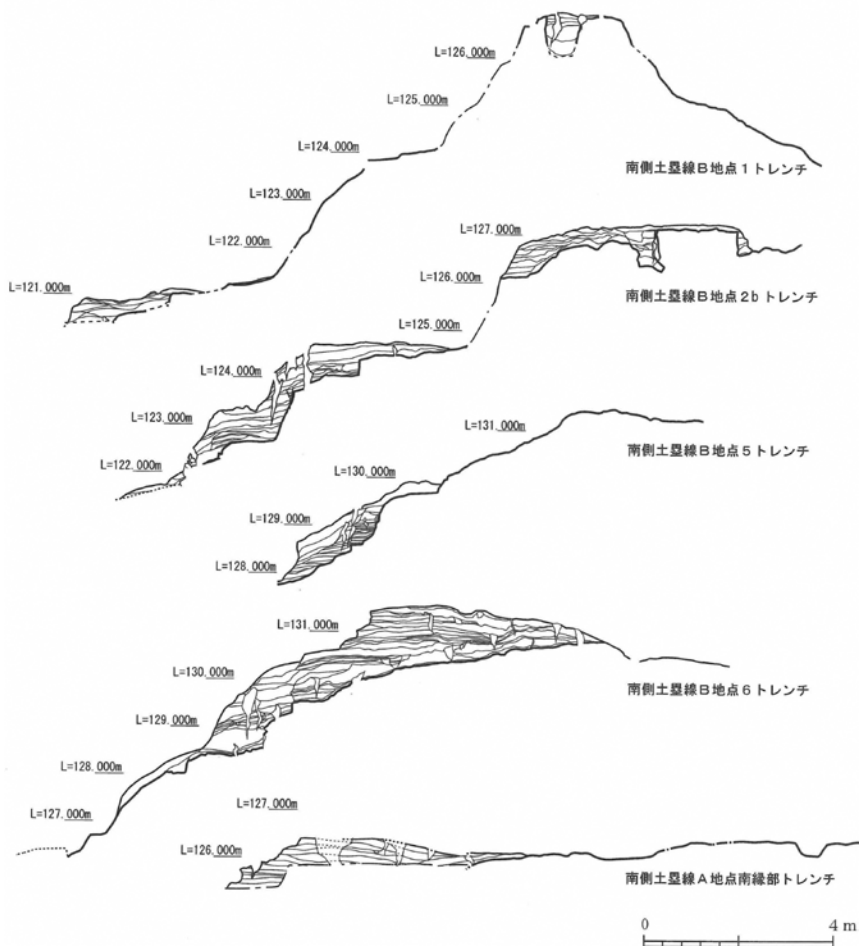 L=126.000m
L=125.000m
L=124.000m
L=123.000m
L=122.000m
L=121.000m
南側土塁線B地点1トレンチ
L=127.000m
L=126.000m
L=125.000m
L=124.000m
L=123.000m
L=122.000m
南側土塁線B地点2bトレンチ
L=131.000m
L=130.000m
L=129.000m
L=128.000m
南側土塁線B地点5トレンチ
L=131.000m
L=130.000m
L=129.000m
L=128.000m
L=127.000m
南側土塁線B地点6トレンチ
L=127.000m
L=126.000m
南側土塁線A地点南縁部トレンチ
0 4m